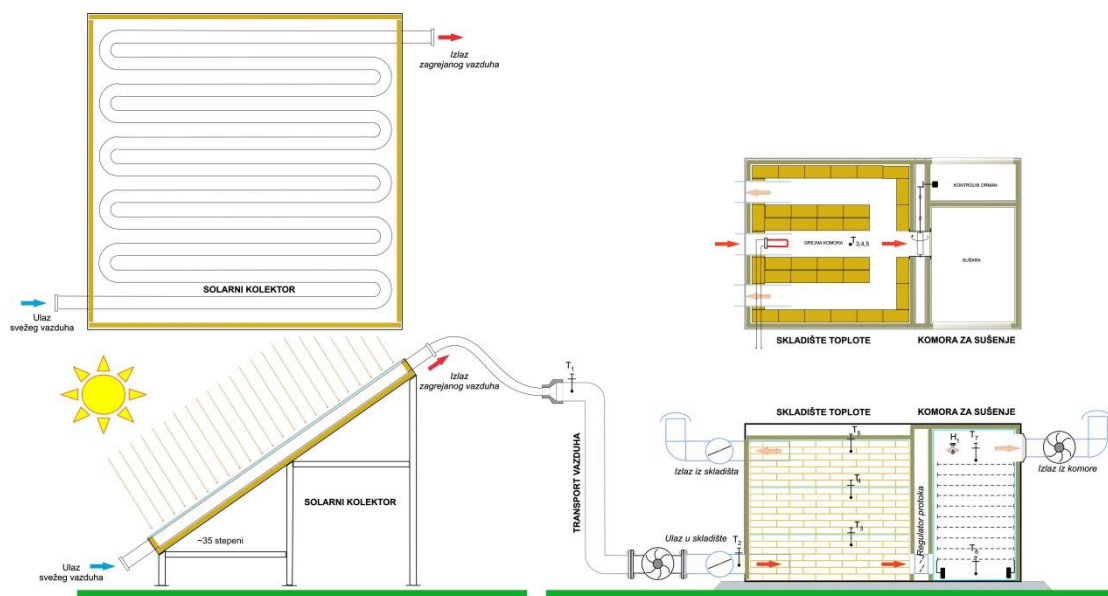 Izlaz
zagrejanog vazduha
SOLARNI KOLEKTOR
Ulaz
svežeg vazduha
KONTROLNI ORMAN
GREJNA KOMORA
T3,4,5
SUŠARA
SKLADIŠTE TOPLOTE
KOMORA ZA SUŠENJE
Izlaz
zagrejanog vazduha
SOLARNI KOLEKTOR
~35 stepeni
Ulaz
svežeg vazduha
T1
TRANSPORT VAZDUHA
SKLADIŠTE TOPLOTE
KOMORA ZA SUŠENJE
T5
H1
T7
Izlaz iz skladišta
Izlaz iz komore
T4
Regulator protoka
T3
Ulaz u skladište
T2